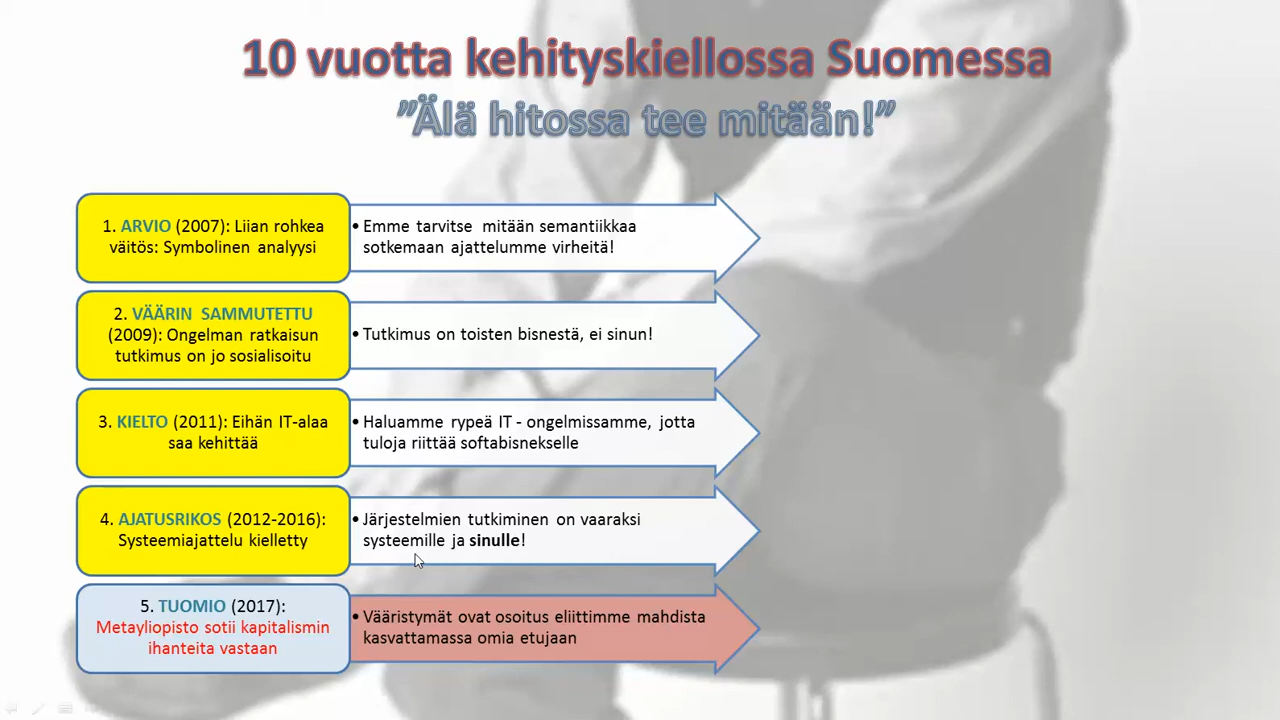 10 vuotta kehityskiellossa Suomessa
”Älä hitossa tee mitään!”
1. ARVIO (2007): Liian rohkea
väitös: Symbolinen analyysi
• Emme tarvitse mitään semantiikkaa
sotkemaan ajattelumme virheitä!
2. VÄÄRIN SAMMUTETTU
(2009): Ongelman ratkaisun
tutkimus on jo sosialisoitu
• Tutkimus on toisten bisnestä, ei sinun!
3. KIELTO (2011): Eihän IT-alaa
saa kehittää
• Haluamme rypeä IT - ongelmissamme, jotta
tuloja riittää softabisnekselle
4. AJATUSRIKOS (2012-2016):
Systeemiajattelu kielletty
• Järjestelmien tutkiminen on vaaraksi
systeemille ja sinulle!
5. TUOMIO (2017):
Metayliopisto sotii kapitalismin
ihanteita vastaan
• Vääristymät ovat osoitus eliittimme mahdista
kasvattamassa omia etujaan